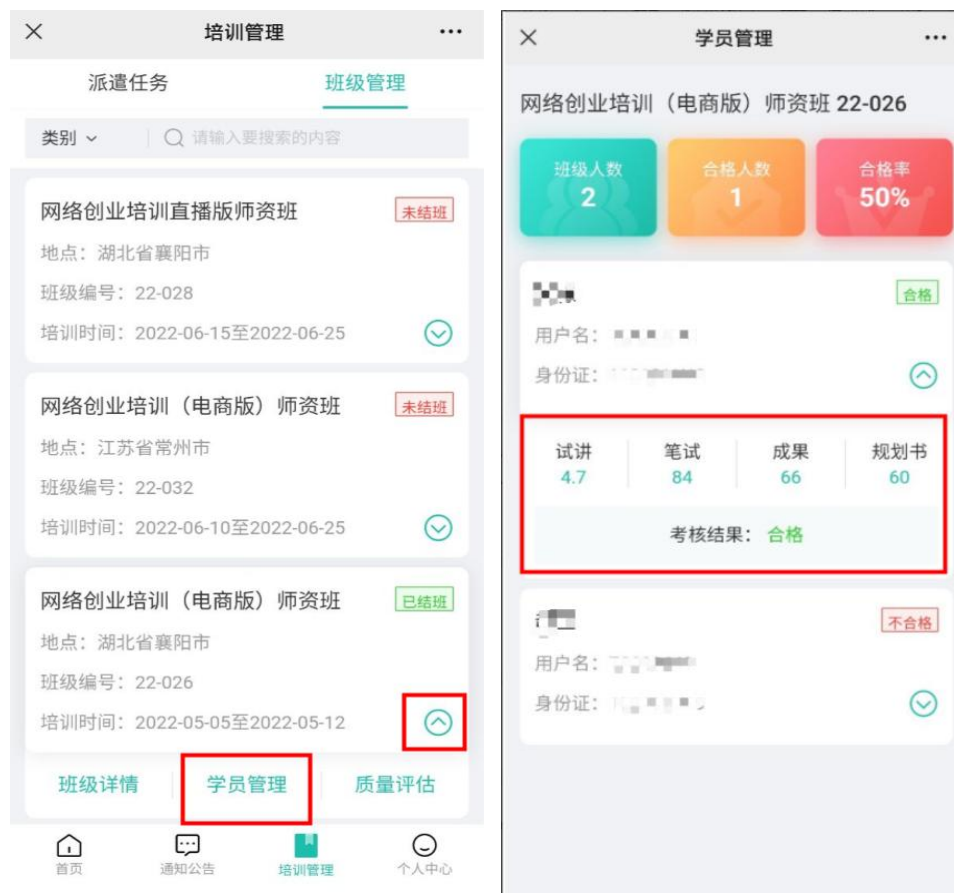 培训管理
派遣任务 班级管理
类别 请输入要搜索的内容
网络创业培训直播版师资班 未结班
地点：湖北省襄阳市
班级编号：22-028
培训时间：2022-06-15至2022-06-25
网络创业培训（电商版）师资班 未结班
地点：江苏省常州市
班级编号：22-032
培训时间：2022-06-10至2022-06-25
网络创业培训（电商版）师资班 已结班
地点：湖北省襄阳市
班级编号：22-026
培训时间：2022-05-05至2022-05-12
班级详情 学员管理 质量评估
首页 通知公告 培训管理 个人中心
学员管理
网络创业培训（电商版）师资班 22-026
班级人数 合格人数 合格率
2 1 50%
合格
用户名：
身份证：
试讲 笔试 成果 规划书
4.7 84 66 60
考核结果： 合格
不合格
用户名：
身份证：